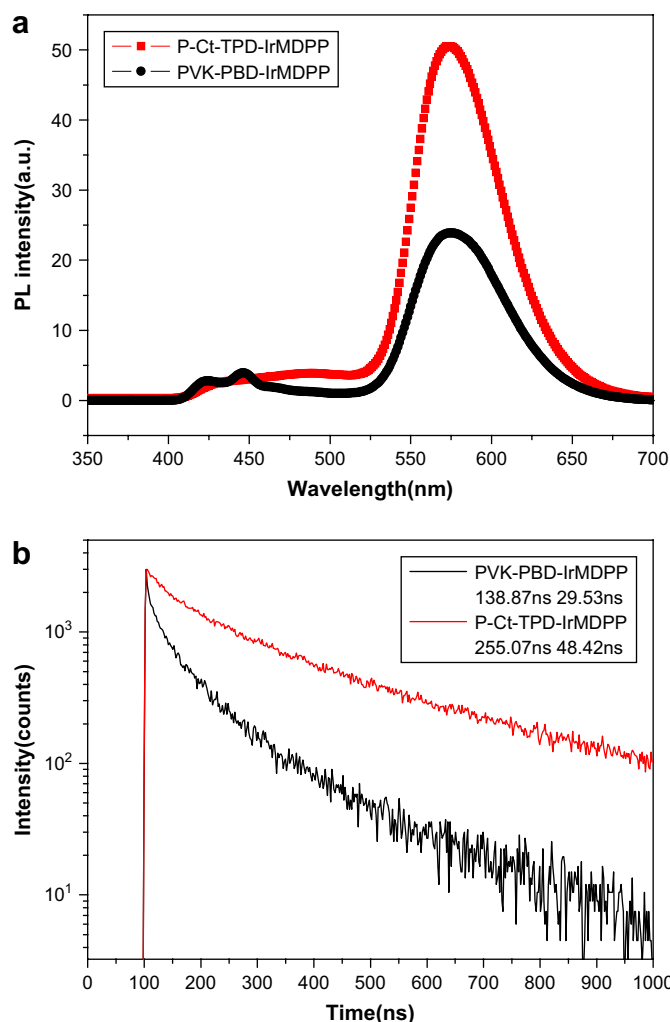 a
P-Ct-TPD-IrMDPP
PVK-PBD-IrMDPP
PL intensity(a.u.)
50
40
30
20
10
0
350 400 450 500 550 600 650 700
Wavelength(nm)
b
PVK-PBD-IrMDPP
138.87ns 29.53ns
P-Ct-TPD-IrMDPP
255.07ns 48.42ns
Intensity(counts)
10³
10²
10¹
0 100 200 300 400 500 600 700 800 900 1000
Time(ns)